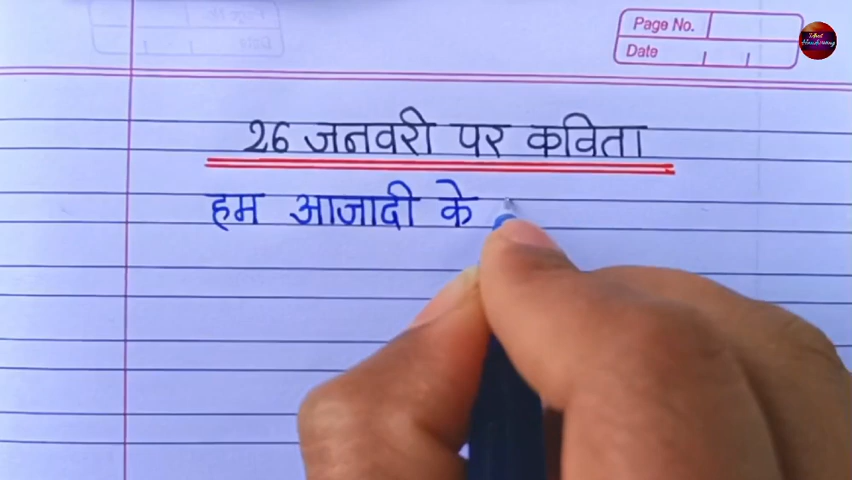 Page No.
Date
26 जनवरी पर कविता
हम आजादी के